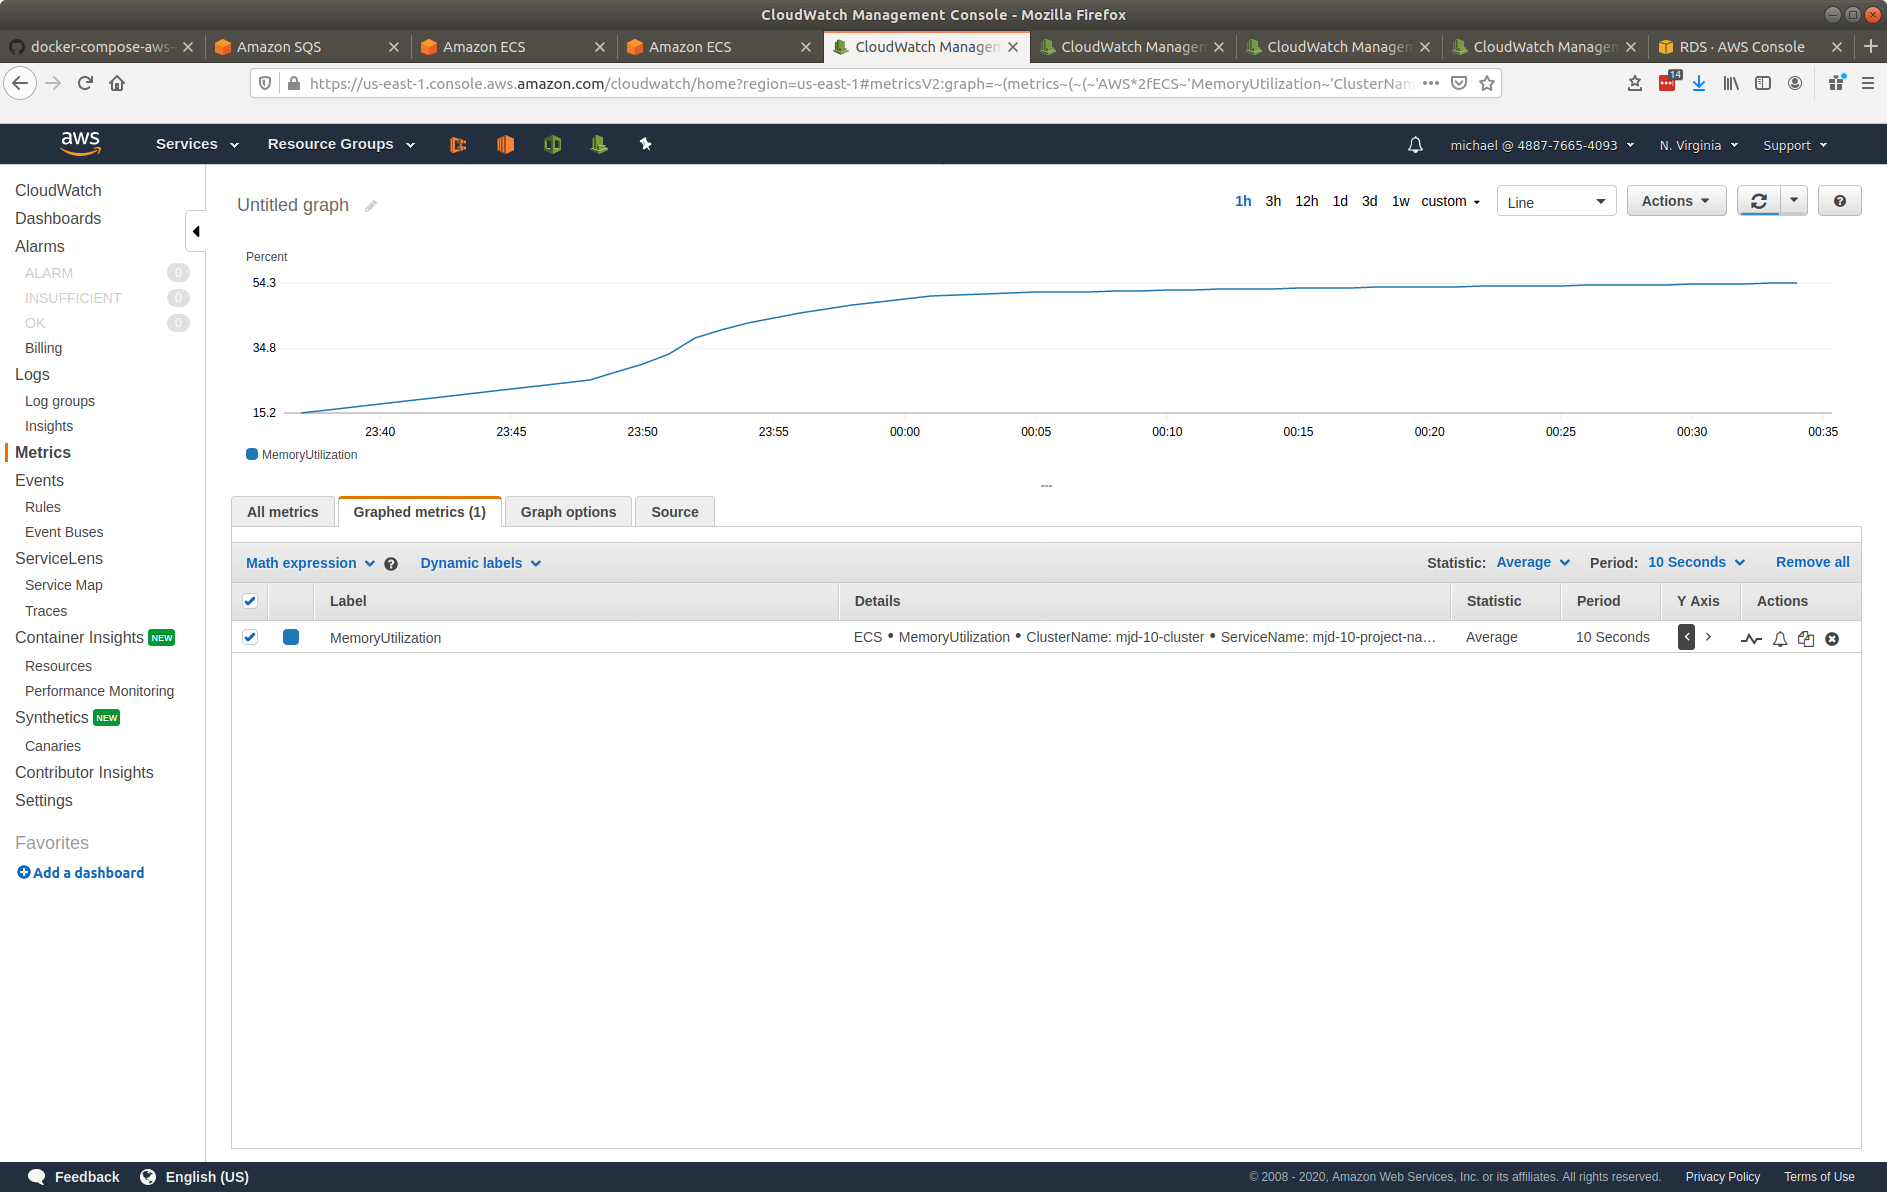 CloudWatch Management Console - Mozilla Firefox
docker-compose-aws-
Amazon SQS
Amazon ECS
Amazon ECS
CloudWatch Managem
CloudWatch Managem
CloudWatch Managem
CloudWatch Managem
RDS · AWS Console
https://us-east-1.console.aws.amazon.com/cloudwatch/home?region=us-east-1#metricsV2:graph=~(metrics~(~(~'AWS*2fECS~'MemoryUtilization~'ClusterNam
14
aws
Services
Resource Groups
michael @ 4887-7665-4093
N. Virginia
Support
CloudWatch
Dashboards
Alarms
ALARM 0
INSUFFICIENT 0
OK 0
Billing
Logs
Log groups
Insights
Metrics
Events
Rules
Event Buses
ServiceLens
Service Map
Traces
Container Insights NEW
Resources
Performance Monitoring
Synthetics NEW
Canaries
Contributor Insights
Settings
Favorites
Add a dashboard
Untitled graph
1h 3h 12h 1d 3d 1w custom
Line
Actions
Percent
54.3
34.8
15.2
23:40 23:45 23:50 23:55 00:00 00:05 00:10 00:15 00:20 00:25 00:30 00:35
MemoryUtilization
All metrics
Graphed metrics (1)
Graph options
Source
Math expression
Dynamic labels
Statistic: Average
Period: 10 Seconds
Remove all
Label Details Statistic Period Y Axis Actions
MemoryUtilization ECS • MemoryUtilization • ClusterName: mjd-10-cluster • ServiceName: mjd-10-project-na... Average 10 Seconds < >
Feedback
English (US)
© 2008 - 2020, Amazon Web Services, Inc. or its affiliates. All rights reserved.
Privacy Policy
Terms of Use